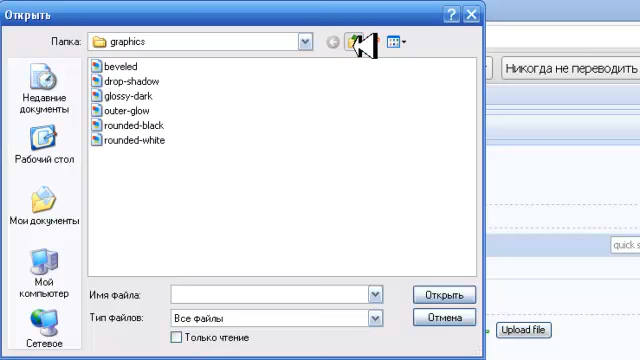 Открыть
Папка:
graphics
beveled
drop-shadow
glossy-dark
outer-glow
rounded-black
rounded-white
Недавние
документы
Рабочий стол
Мои документы
Мой
компьютер
Сетевое
Имя файла:
Открыть
Тип файлов:
Все файлы
Отмена
Только чтение
Никогда не переводить
quick s
Upload file